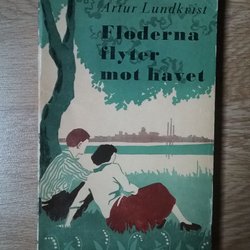 Artur Lundkvist
Floderna
flyter
mot havet